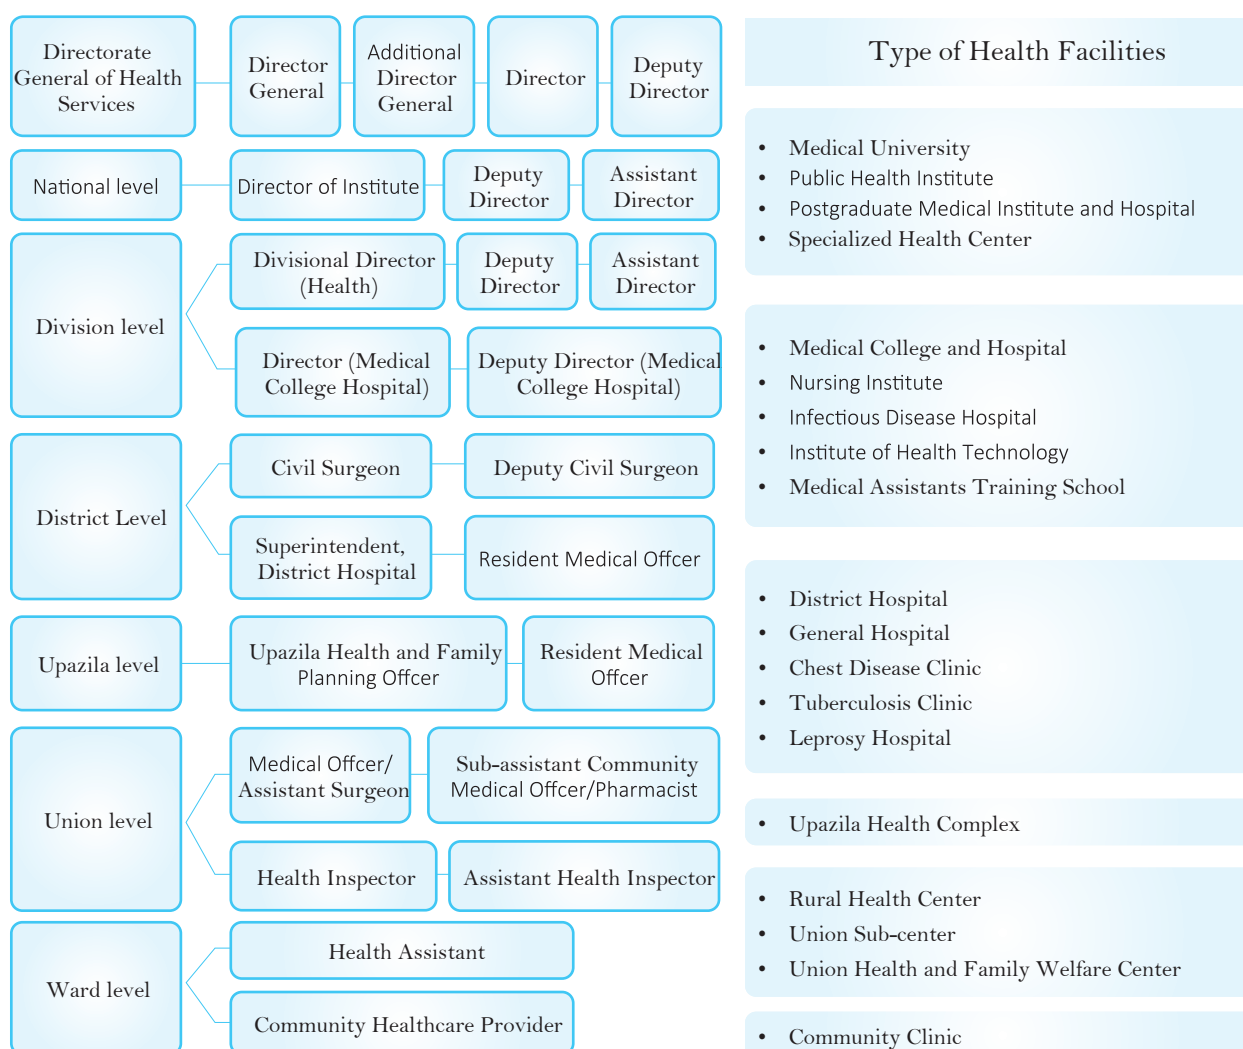 Directorate
General of Health
Services
Director
General
Additional
Director
General
Director
Deputy
Director
National level
Director of Institute
Deputy
Director
Assistant
Director
Division level
Divisional Director
(Health)
Deputy
Director
Assistant
Director
Director (Medical
College Hospital)
Deputy Director (Medical
College Hospital)
District Level
Civil Surgeon
Deputy Civil Surgeon
Superintendent,
District Hospital
Resident Medical Offcer
Upazila level
Upazila Health and Family
Planning Offcer
Resident Medical
Offcer
Union level
Medical Offcer/
Assistant Surgeon
Sub-assistant Community
Medical Offcer/Pharmacist
Health Inspector
Assistant Health Inspector
Ward level
Health Assistant
Community Healthcare Provider
Type of Health Facilities
• Medical University
• Public Health Institute
• Postgraduate Medical Institute and Hospital
• Specialized Health Center
• Medical College and Hospital
• Nursing Institute
• Infectious Disease Hospital
• Institute of Health Technology
• Medical Assistants Training School
• District Hospital
• General Hospital
• Chest Disease Clinic
• Tuberculosis Clinic
• Leprosy Hospital
• Upazila Health Complex
• Rural Health Center
• Union Sub-center
• Union Health and Family Welfare Center
• Community Clinic